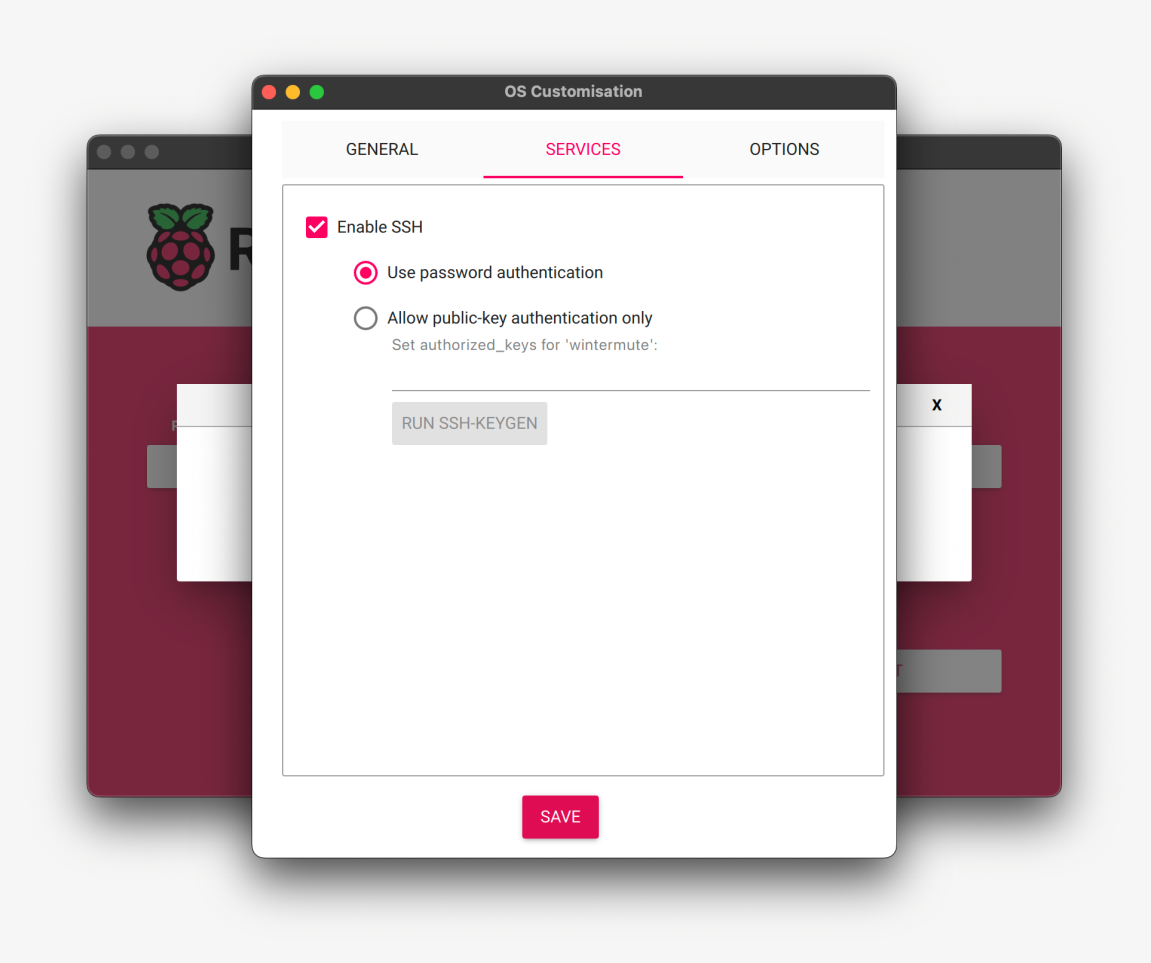 OS Customisation
GENERAL
SERVICES
OPTIONS
Enable SSH
Use password authentication
Allow public-key authentication only
Set authorized_keys for 'wintermute':
X
RUN SSH-KEYGEN
SAVE